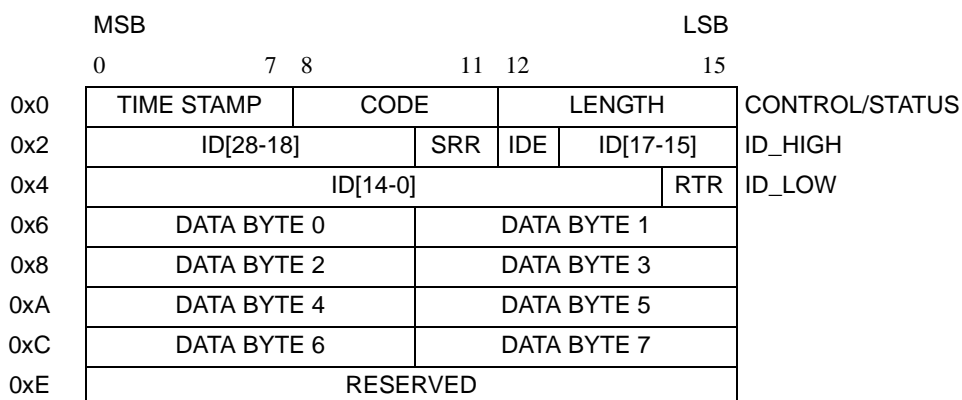 MSB LSB
0 7 8 11 12 15
0x0 TIME STAMP CODE LENGTH CONTROL/STATUS
0x2 ID[28-18] SRR IDE ID[17-15] ID_HIGH
0x4 ID[14-0] RTR ID_LOW
0x6 DATA BYTE 0 DATA BYTE 1
0x8 DATA BYTE 2 DATA BYTE 3
0xA DATA BYTE 4 DATA BYTE 5
0xC DATA BYTE 6 DATA BYTE 7
0xE RESERVED